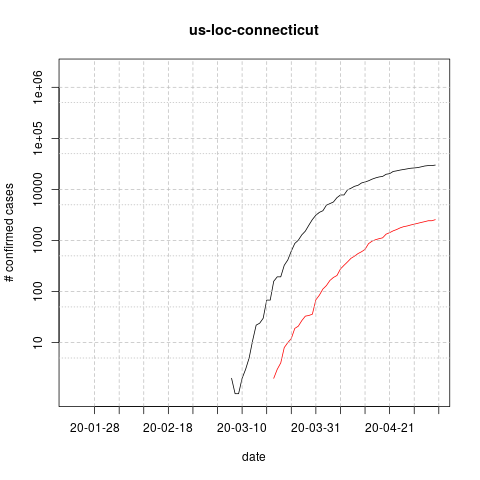 us-loc-connecticut
# confirmed cases
1e+06
1e+05
10000
1000
100
10
20-01-28
20-02-18
20-03-10
20-03-31
20-04-21
date